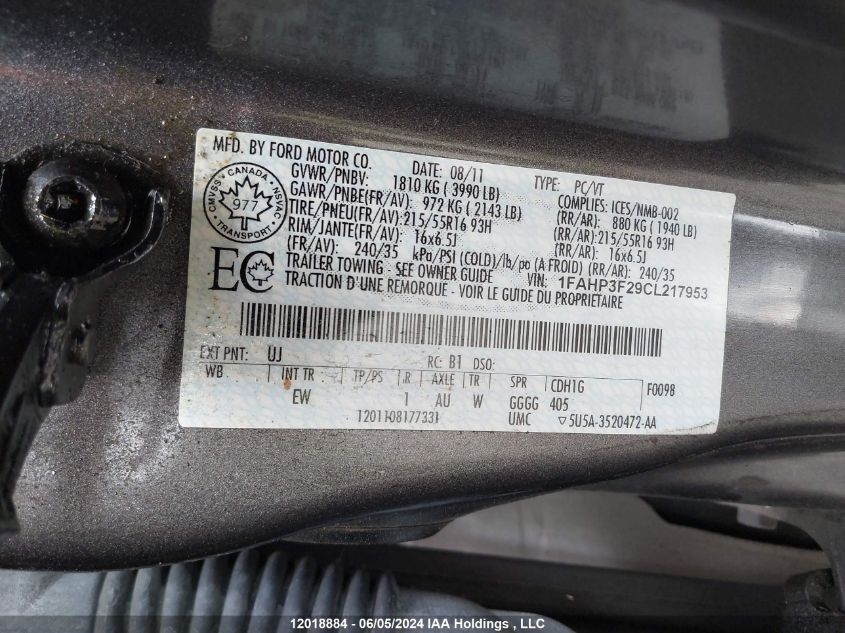 MFD. BY FORD MOTOR CO. DATE: 08/11 TYPE: PC/VT
GVWR/PNBV: 1810 KG ( 3990 LB) COMPLIES: ICES/NMB-002
GAWR/PNBE(FR/AV): 972 KG ( 2143 LB) (RR/AR): 880 KG ( 1940 LB)
TIRE/PNEU(FR/AV): 215/55R16 93H (RR/AR): 215/55R16 93H
RIM/JANTE(FR/AV): 16x6.5J (RR/AR): 16x6.5J
(FR/AV): 240/35 kPa/PSI (COLD)/lb/po (A FROID) (RR/AR): 240/35
TRAILER TOWING - SEE OWNER GUIDE VIN: 1FAHP3F29CL217953
TRACTION D'UNE REMORQUE - VOIR LE GUIDE DU PROPRIETAIRE
CMVSS · CANADA · NSVAC
977
TRANSPORT
EC
EXT PNT: UJ RC: B1 DSO:
WB INT TR TP/PS R AXLE TR SPR CDH1G F0098
EW 1 AU W GGGG 405
1201108177331 UMC ▽5U5A-3520472-AA
12018884 - 06/05/2024 IAA Holdings , LLC